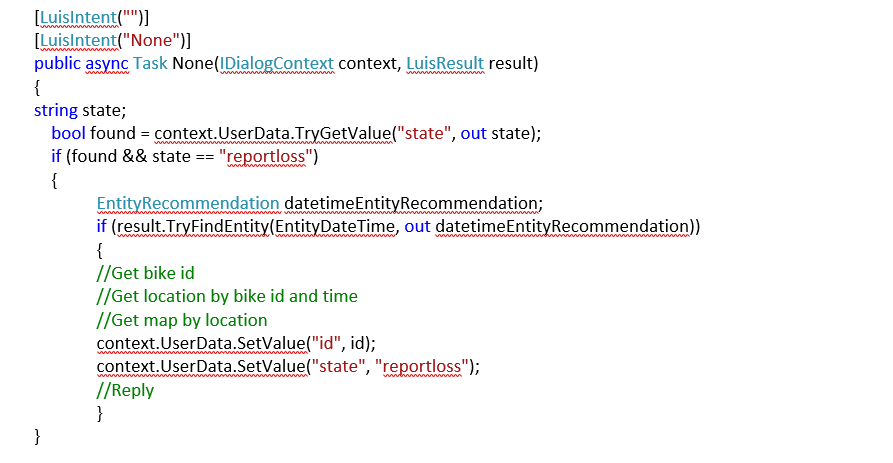 [LuisIntent("")]
[LuisIntent("None")]
public async Task None(IDialogContext context, LuisResult result)
{
string state;
bool found = context.UserData.TryGetValue("state", out state);
if (found && state == "reportloss")
{
EntityRecommendation datetimeEntityRecommendation;
if (result.TryFindEntity(EntityDateTime, out datetimeEntityRecommendation))
{
//Get bike id
//Get location by bike id and time
//Get map by location
context.UserData.SetValue("id", id);
context.UserData.SetValue("state", "reportloss");
//Reply
}
}